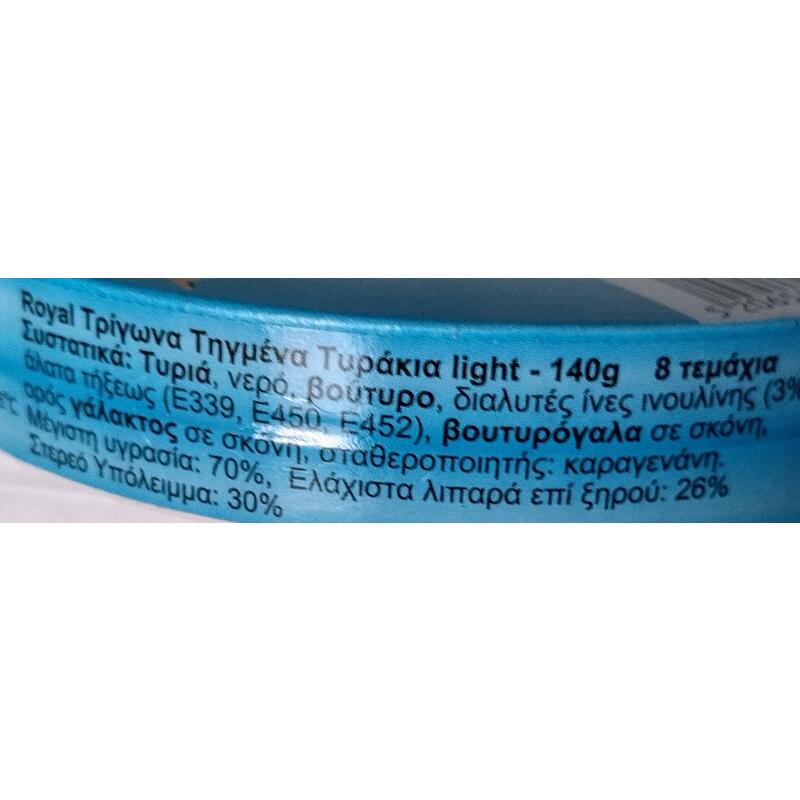 Royal Τρίγωνα Τηγμένα Τυράκια light - 140g 8 τεμάχια
Συστατικά: Τυριά, νερό, βούτυρο, διαλυτές ίνες ινουλίνης (3%
άλατα τήξεως (E339, E450, E452), βουτυρόγαλα σε σκόνη,
ορός γάλακτος σε σκόνη, σταθεροποιητής: καραγενάνη.
Μέγιστη υγρασία: 70%, Ελάχιστα λιπαρά επί ξηρού: 26%
Στερεό Υπόλειμμα: 30%